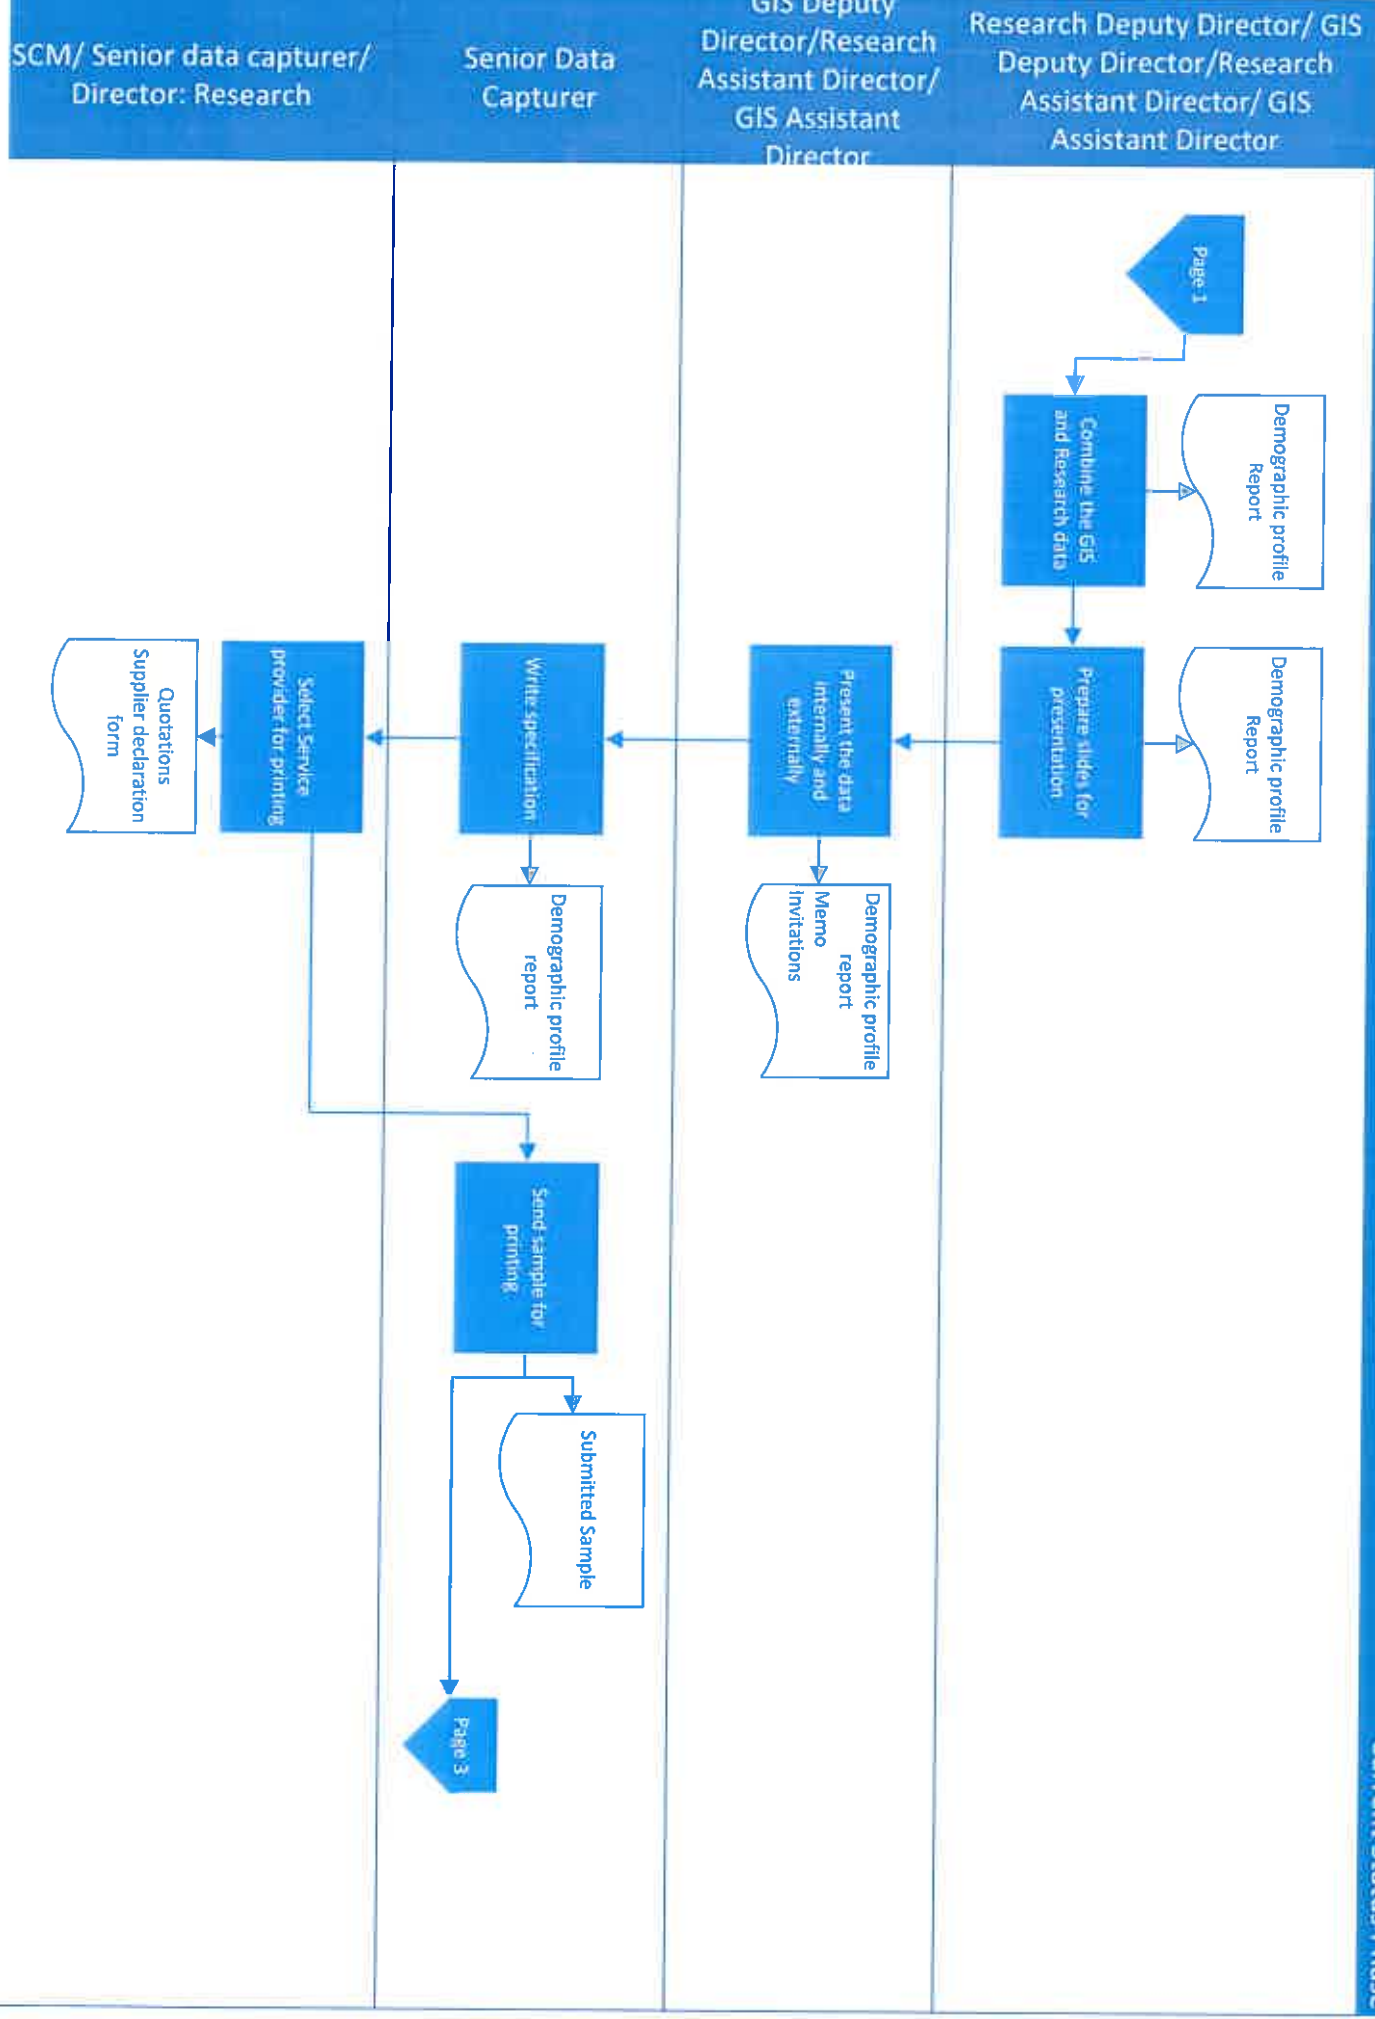 SCM/ Senior data capturer/
Director: Research
Senior Data
Capturer
GIS Deputy
Director/Research
Assistant Director/
GIS Assistant
Director
Research Deputy Director/ GIS
Deputy Director/Research
Assistant Director/ GIS
Assistant Director
Page 1
Demographic profile
Report
Combine the GIS
and Research data
Demographic profile
Report
Prepare slides for
presentation
Present the data
internally and
externally
Demographic profile
report
Memo
Invitations
Write specification
Demographic profile
report
Select Service
provider for printing
Quotations
Supplier declaration
form
Send sample for
printing
Submitted Sample
Page 3